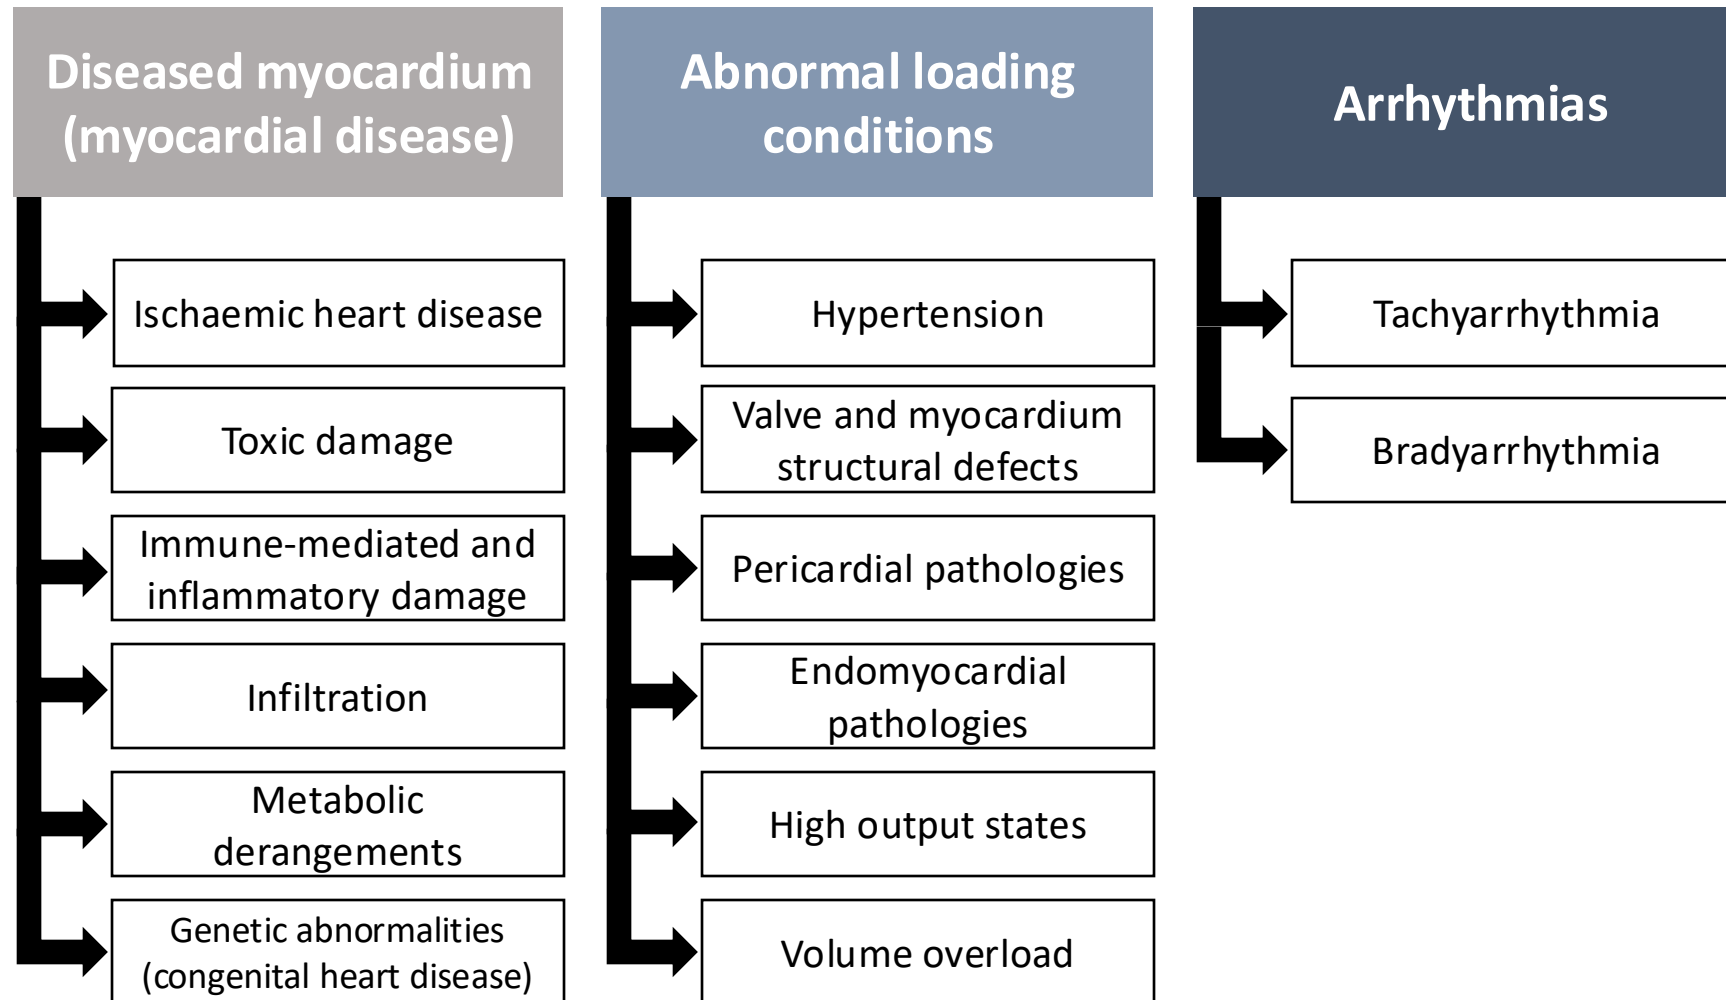 Diseased myocardium
(myocardial disease)
Ischaemic heart disease
Toxic damage
Immune-mediated and
inflammatory damage
Infiltration
Metabolic
derangements
Genetic abnormalities
(congenital heart disease)
Abnormal loading
conditions
Hypertension
Valve and myocardium
structural defects
Pericardial pathologies
Endomyocardial
pathologies
High output states
Volume overload
Arrhythmias
Tachyarrhythmia
Bradyarrhythmia